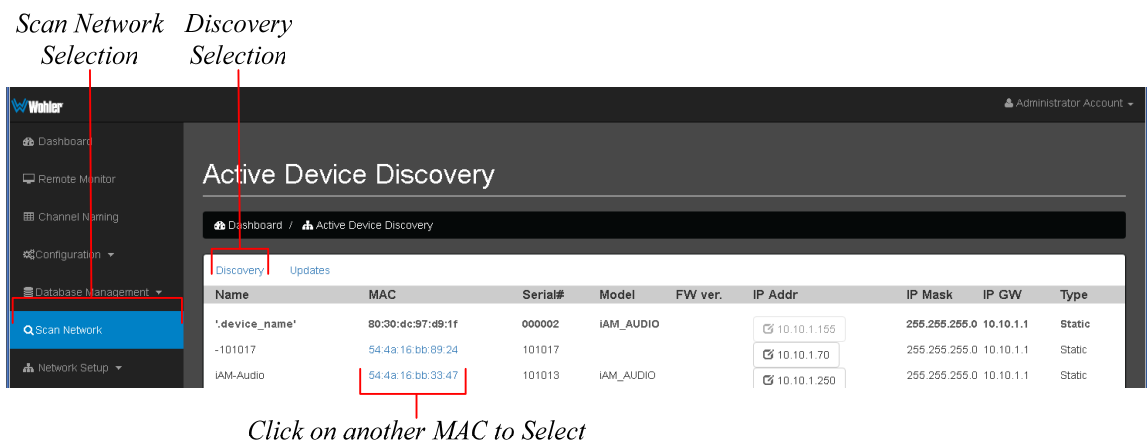 Scan Network Discovery
Selection Selection
Wohler Administrator Account
Dashboard
Remote Monitor
Active Device Discovery
Channel Naming
Dashboard / Active Device Discovery
Configuration
Discovery Updates
Database Management
Name MAC Serial# Model FW ver. IP Addr IP Mask IP GW Type
Scan Network
'.device_name' 80:30:dc:97:d9:1f 000002 iAM_AUDIO 10.10.1.155 255.255.255.0 10.10.1.1 Static
-101017 54:4a:16:bb:89:24 101017 10.10.1.70 255.255.255.0 10.10.1.1 Static
Network Setup
iAM-Audio 54:4a:16:bb:33:47 101013 iAM_AUDIO 10.10.1.250 255.255.255.0 10.10.1.1 Static
Click on another MAC to Select